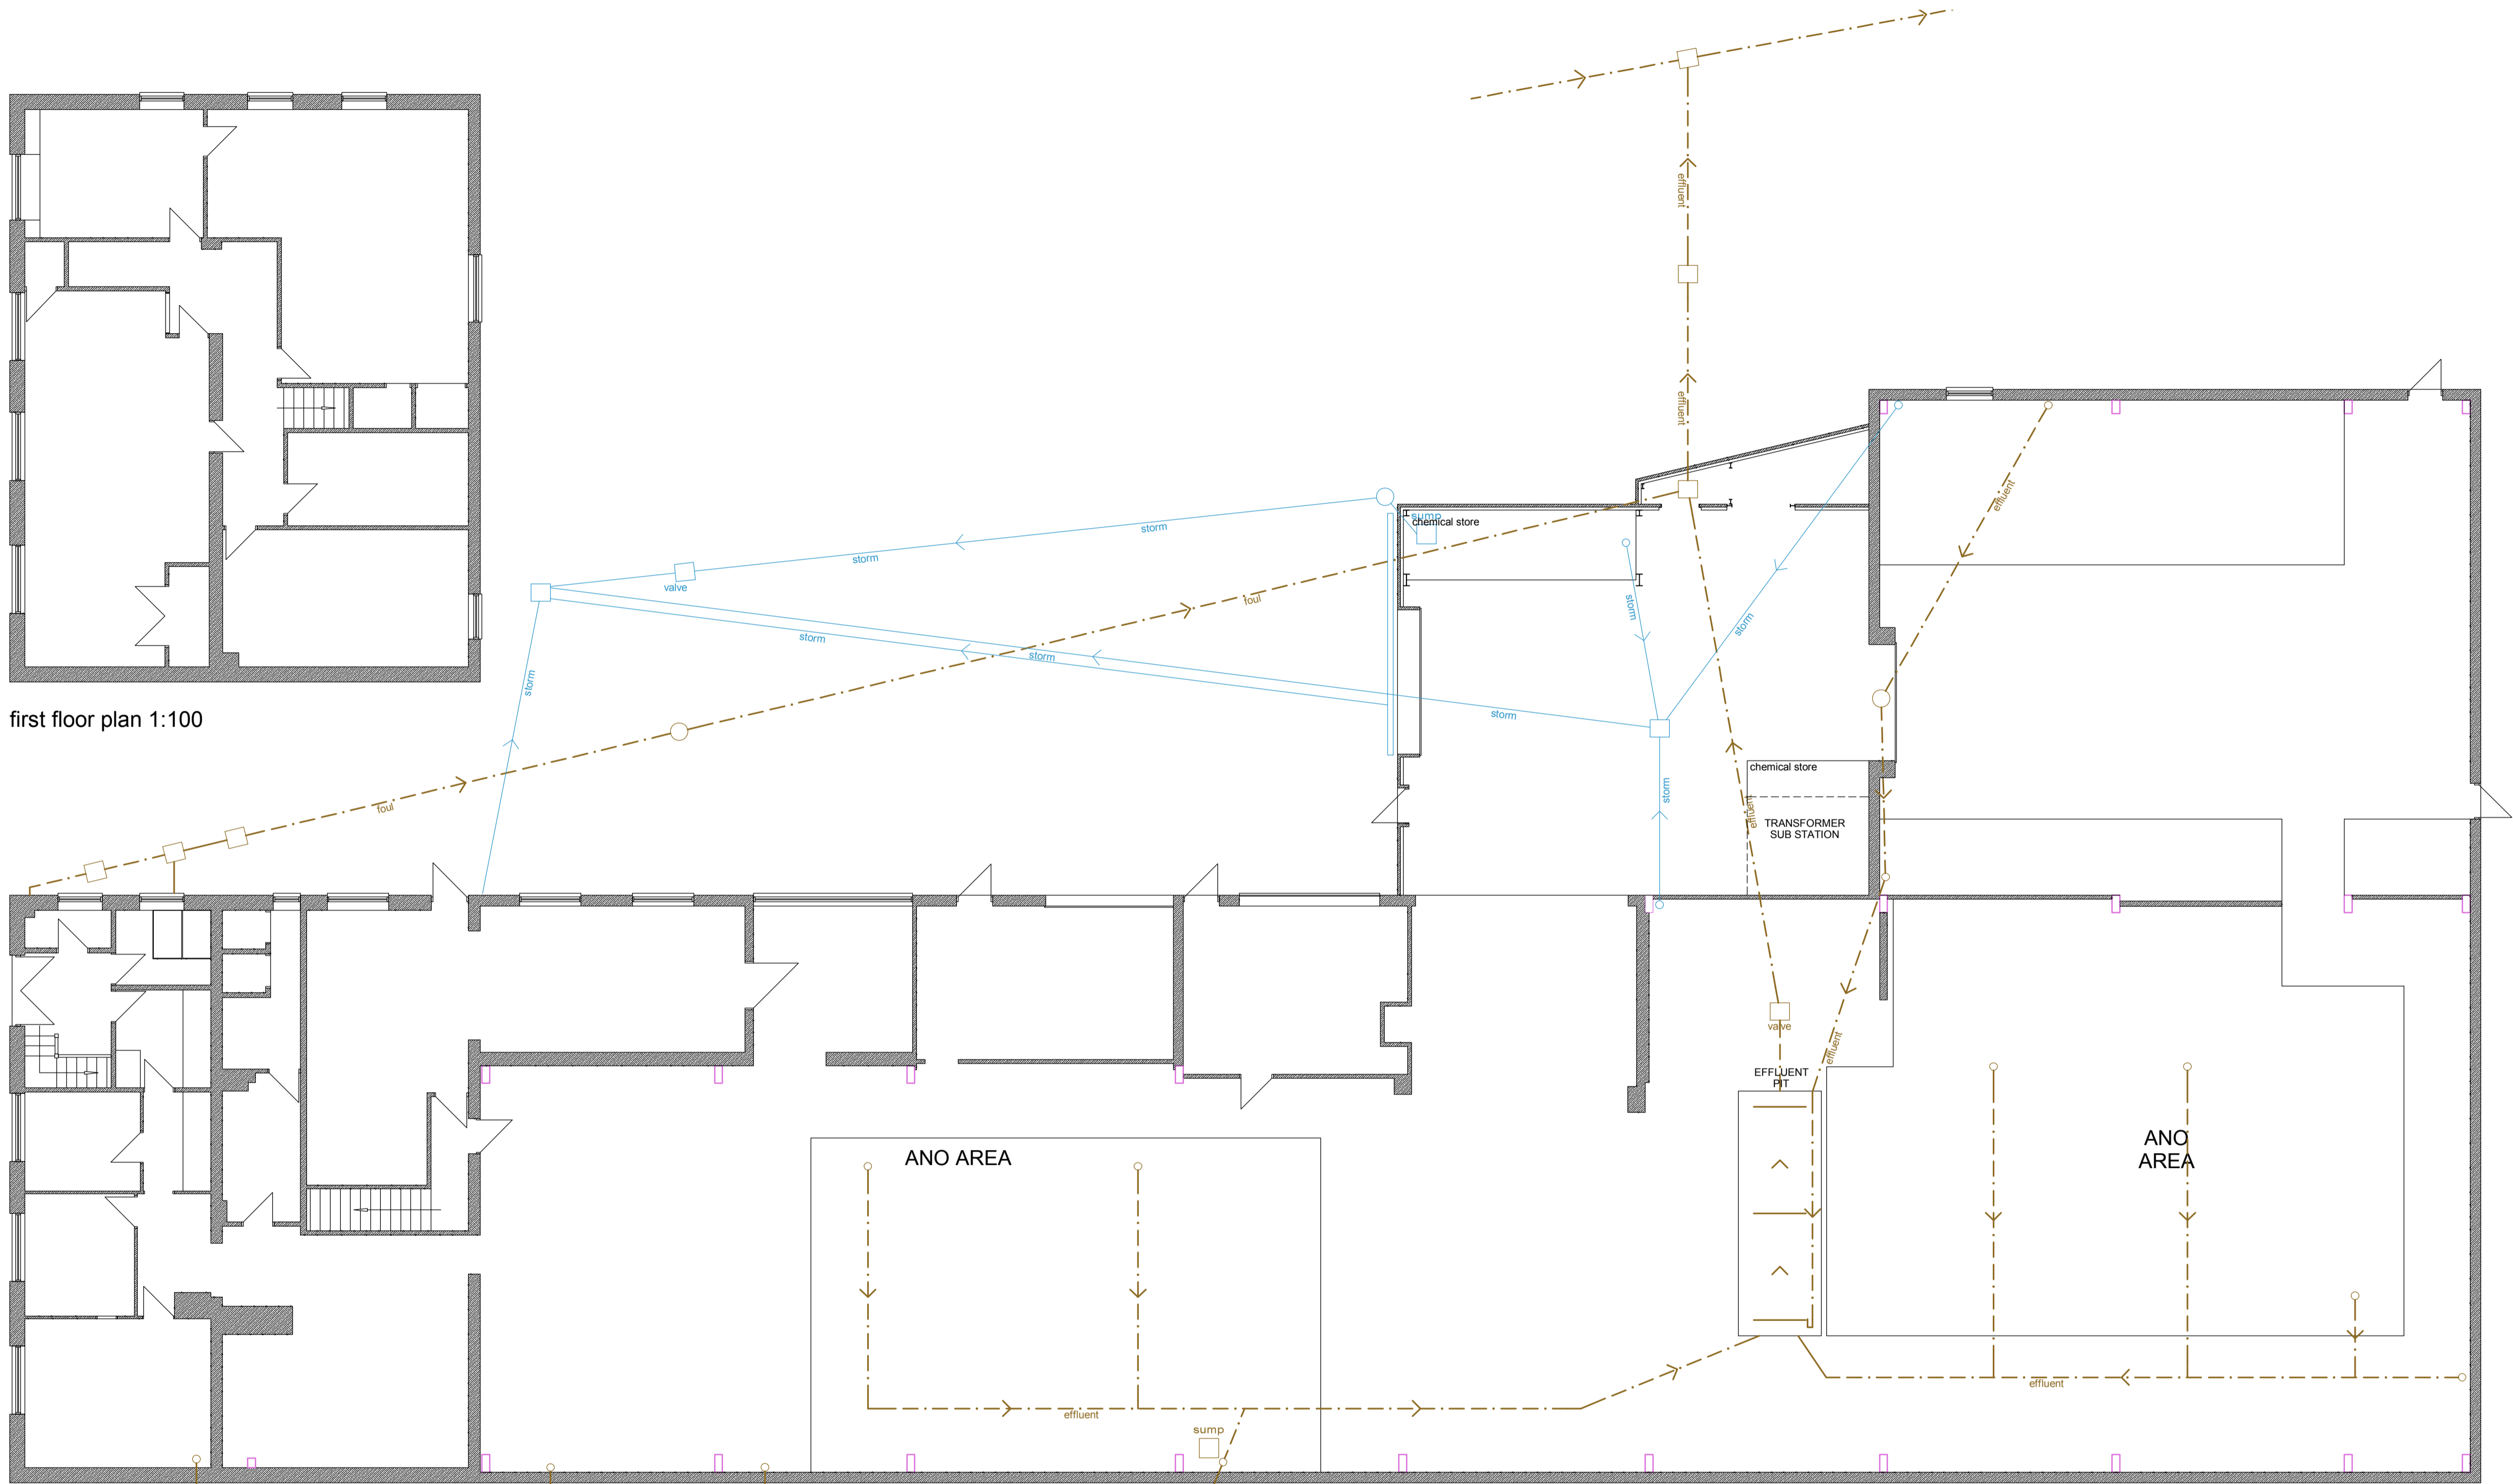 effluent
effluent
effluent
sump
chemical store
storm
storm
valve
foul
storm
storm
storm
storm
storm
storm
first floor plan 1:100
storm
chemical store
storm
foul
effluent
TRANSFORMER
SUB STATION
valve
effluent
EFFLUENT
PIT
ANO AREA
ANO
AREA
effluent
effluent
sump